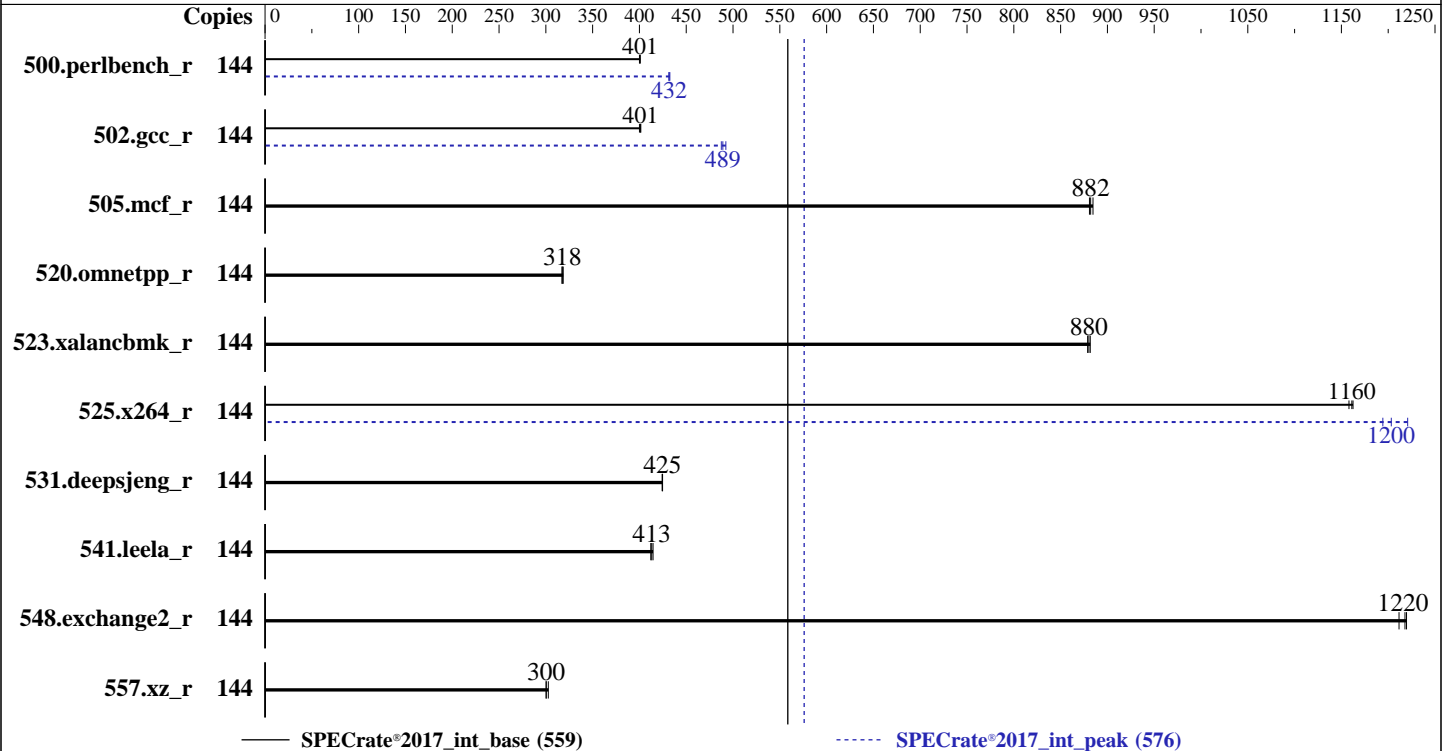 Copies 0 100 150 200 250 300 350 400 450 500 550 600 650 700 750 800 850 900 950 1050 1150 1250
401
500.perlbench_r 144
432
401
502.gcc_r 144
489
882
505.mcf_r 144
318
520.omnetpp_r 144
880
523.xalancbmk_r 144
1160
525.x264_r 144
1200
425
531.deepsjeng_r 144
413
541.leela_r 144
1220
548.exchange2_r 144
300
557.xz_r 144
SPECrate®2017_int_base (559) SPECrate®2017_int_peak (576)